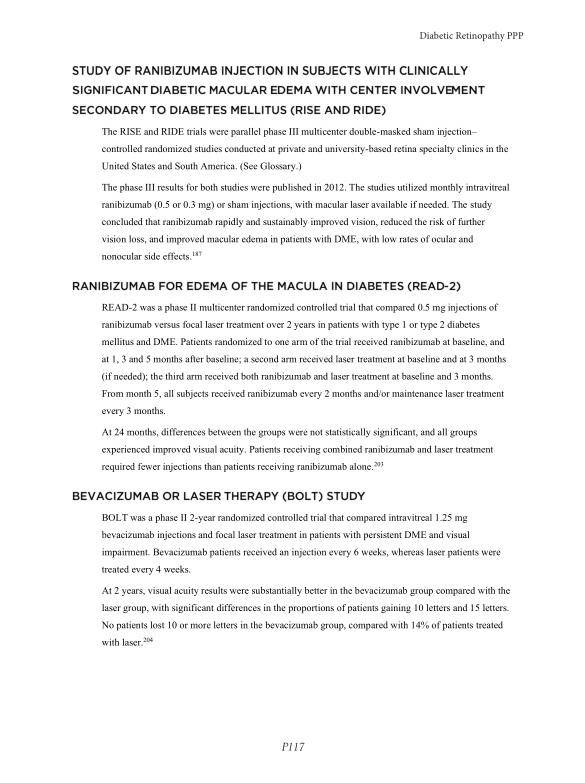 Diabetic Retinopathy PPP
STUDY OF RANIBIZUMAB INJECTION IN SUBJECTS WITH CLINICALLY
SIGNIFICANT DIABETIC MACULAR EDEMA WITH CENTER INVOLVEMENT
SECONDARY TO DIABETES MELLITUS (RISE AND RIDE)
The RISE and RIDE trials were parallel phase III multicenter double-masked sham injection–
controlled randomized studies conducted at private and university-based retina specialty clinics in the
United States and South America. (See Glossary.)
The phase III results for both studies were published in 2012. The studies utilized monthly intravitreal
ranibizumab (0.5 or 0.3 mg) or sham injections, with macular laser available if needed. The study
concluded that ranibizumab rapidly and sustainably improved vision, reduced the risk of further
vision loss, and improved macular edema in patients with DME, with low rates of ocular and
nonocular side effects.187
RANIBIZUMAB FOR EDEMA OF THE MACULA IN DIABETES (READ-2)
READ-2 was a phase II multicenter randomized controlled trial that compared 0.5 mg injections of
ranibizumab versus focal laser treatment over 2 years in patients with type 1 or type 2 diabetes
mellitus and DME. Patients randomized to one arm of the trial received ranibizumab at baseline, and
at 1, 3 and 5 months after baseline; a second arm received laser treatment at baseline and at 3 months
(if needed); the third arm received both ranibizumab and laser treatment at baseline and 3 months.
From month 5, all subjects received ranibizumab every 2 months and/or maintenance laser treatment
every 3 months.
At 24 months, differences between the groups were not statistically significant, and all groups
experienced improved visual acuity. Patients receiving combined ranibizumab and laser treatment
required fewer injections than patients receiving ranibizumab alone.203
BEVACIZUMAB OR LASER THERAPY (BOLT) STUDY
BOLT was a phase II 2-year randomized controlled trial that compared intravitreal 1.25 mg
bevacizumab injections and focal laser treatment in patients with persistent DME and visual
impairment. Bevacizumab patients received an injection every 6 weeks, whereas laser patients were
treated every 4 weeks.
At 2 years, visual acuity results were substantially better in the bevacizumab group compared with the
laser group, with significant differences in the proportions of patients gaining 10 letters and 15 letters.
No patients lost 10 or more letters in the bevacizumab group, compared with 14% of patients treated
with laser.204
P117